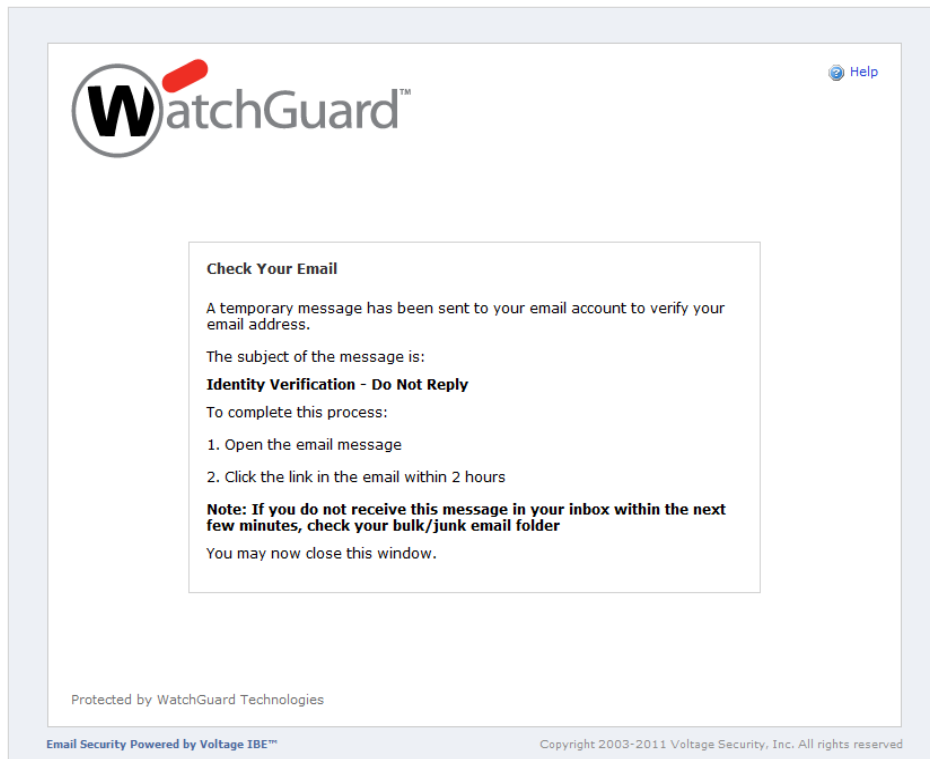 WatchGuard™
Help
Check Your Email
A temporary message has been sent to your email account to verify your
email address.
The subject of the message is:
Identity Verification - Do Not Reply
To complete this process:
1. Open the email message
2. Click the link in the email within 2 hours
Note: If you do not receive this message in your inbox within the next
few minutes, check your bulk/junk email folder
You may now close this window.
Protected by WatchGuard Technologies
Email Security Powered by Voltage IBE™
Copyright 2003-2011 Voltage Security, Inc. All rights reserved